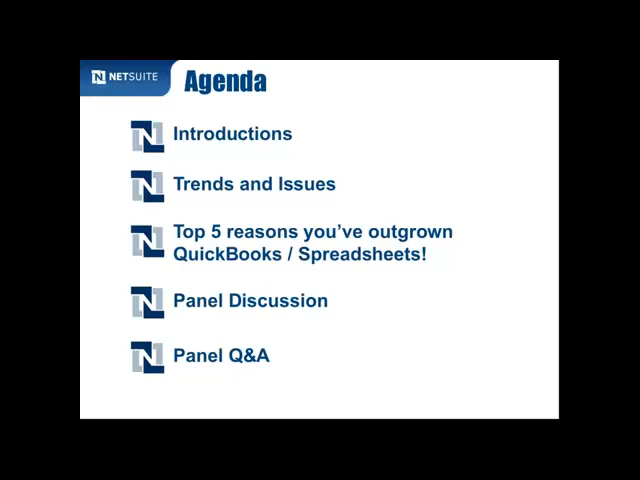 NETSUITE
Agenda
Introductions
Trends and Issues
Top 5 reasons you’ve outgrown
QuickBooks / Spreadsheets!
Panel Discussion
Panel Q&A